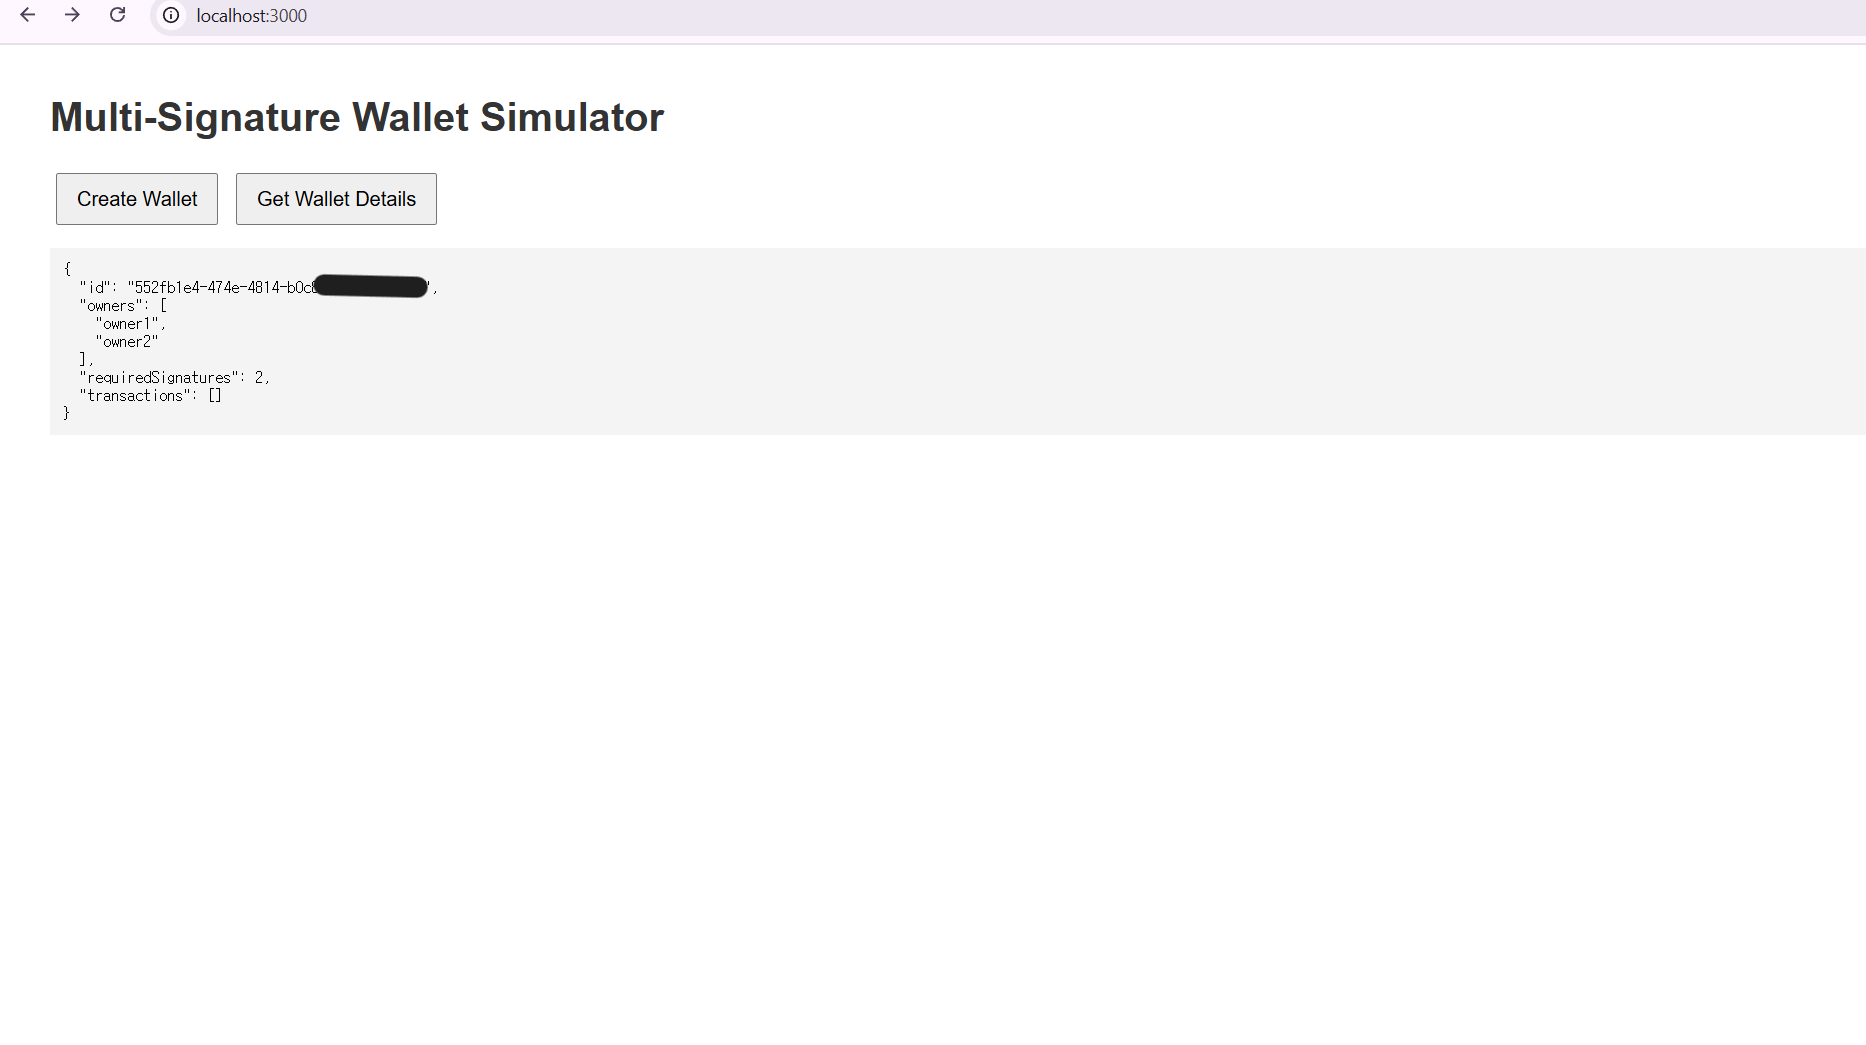 localhost:3000
Multi-Signature Wallet Simulator
Create Wallet Get Wallet Details
{
"id": "552fb1e4-474e-4814-b0c
"owners": [
"owner1",
"owner2"
],
"requiredSignatures": 2,
"transactions": []
}